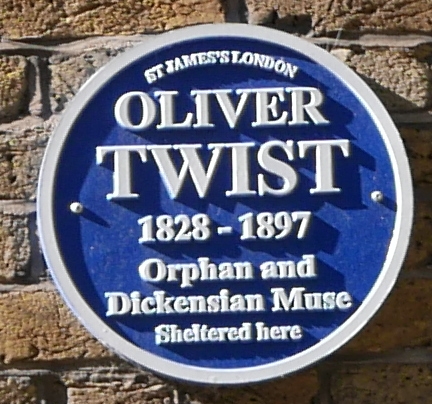 ST JAMES'S LONDON
OLIVER
TWIST
1828 - 1897
Orphan and
Dickensian Muse
Sheltered here